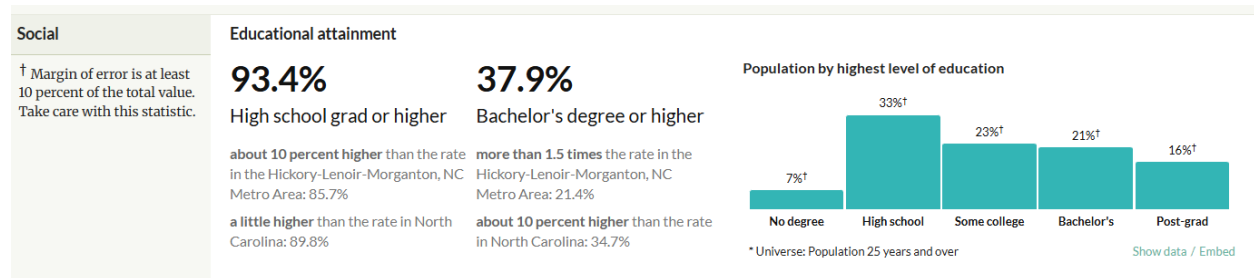 Social
† Margin of error is at least
10 percent of the total value.
Take care with this statistic.
Educational attainment
93.4%
High school grad or higher
about 10 percent higher than the rate
in the Hickory-Lenoir-Morganton, NC
Metro Area: 85.7%
a little higher than the rate in North
Carolina: 89.8%
37.9%
Bachelor's degree or higher
more than 1.5 times the rate in the
Hickory-Lenoir-Morganton, NC
Metro Area: 21.4%
about 10 percent higher than the rate
in North Carolina: 34.7%
Population by highest level of education
7%† 33%† 23%† 21%† 16%†
No degree High school Some college Bachelor's Post-grad
* Universe: Population 25 years and over
Show data / Embed